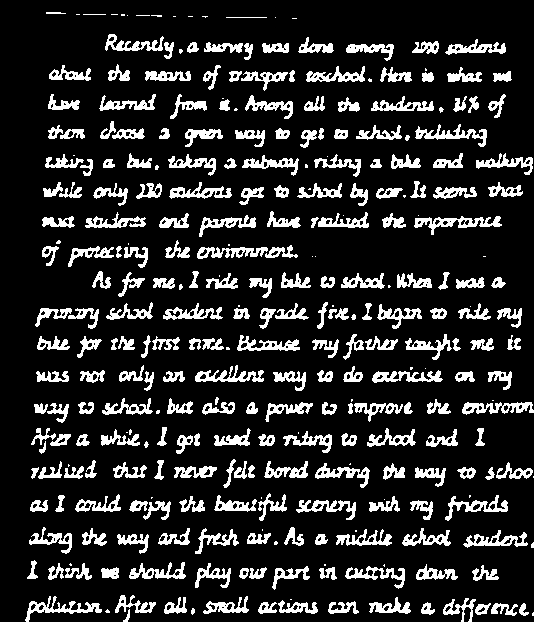 Recently, a survey was done among 2000 students
about the means of transport toschool. Here is what we
have learned from it. Among all the students, % of
them choose a green way to get to school, including
taking a bus, taking a subway, riding a bike and walking
while only 280 students get to school by car. It seems that
most students and parents have realized the importance
of protecting the environment.
As for me, I ride my bike to school. When I was a
primary school student in grade five, I began to ride my
bike for the first time. Because my father taught me it
was not only an excellent way to do exericise on my
way to school, but also a power to improve the environm
After a while, I got used to riding to school and I
realized that I never felt bored during the way to schoo
as I could enjoy the beautiful scenery with my friends
along the way and fresh air. As a middle school student,
I think we should play our part in cutting down the
pollution. After all, small actions can make a difference.